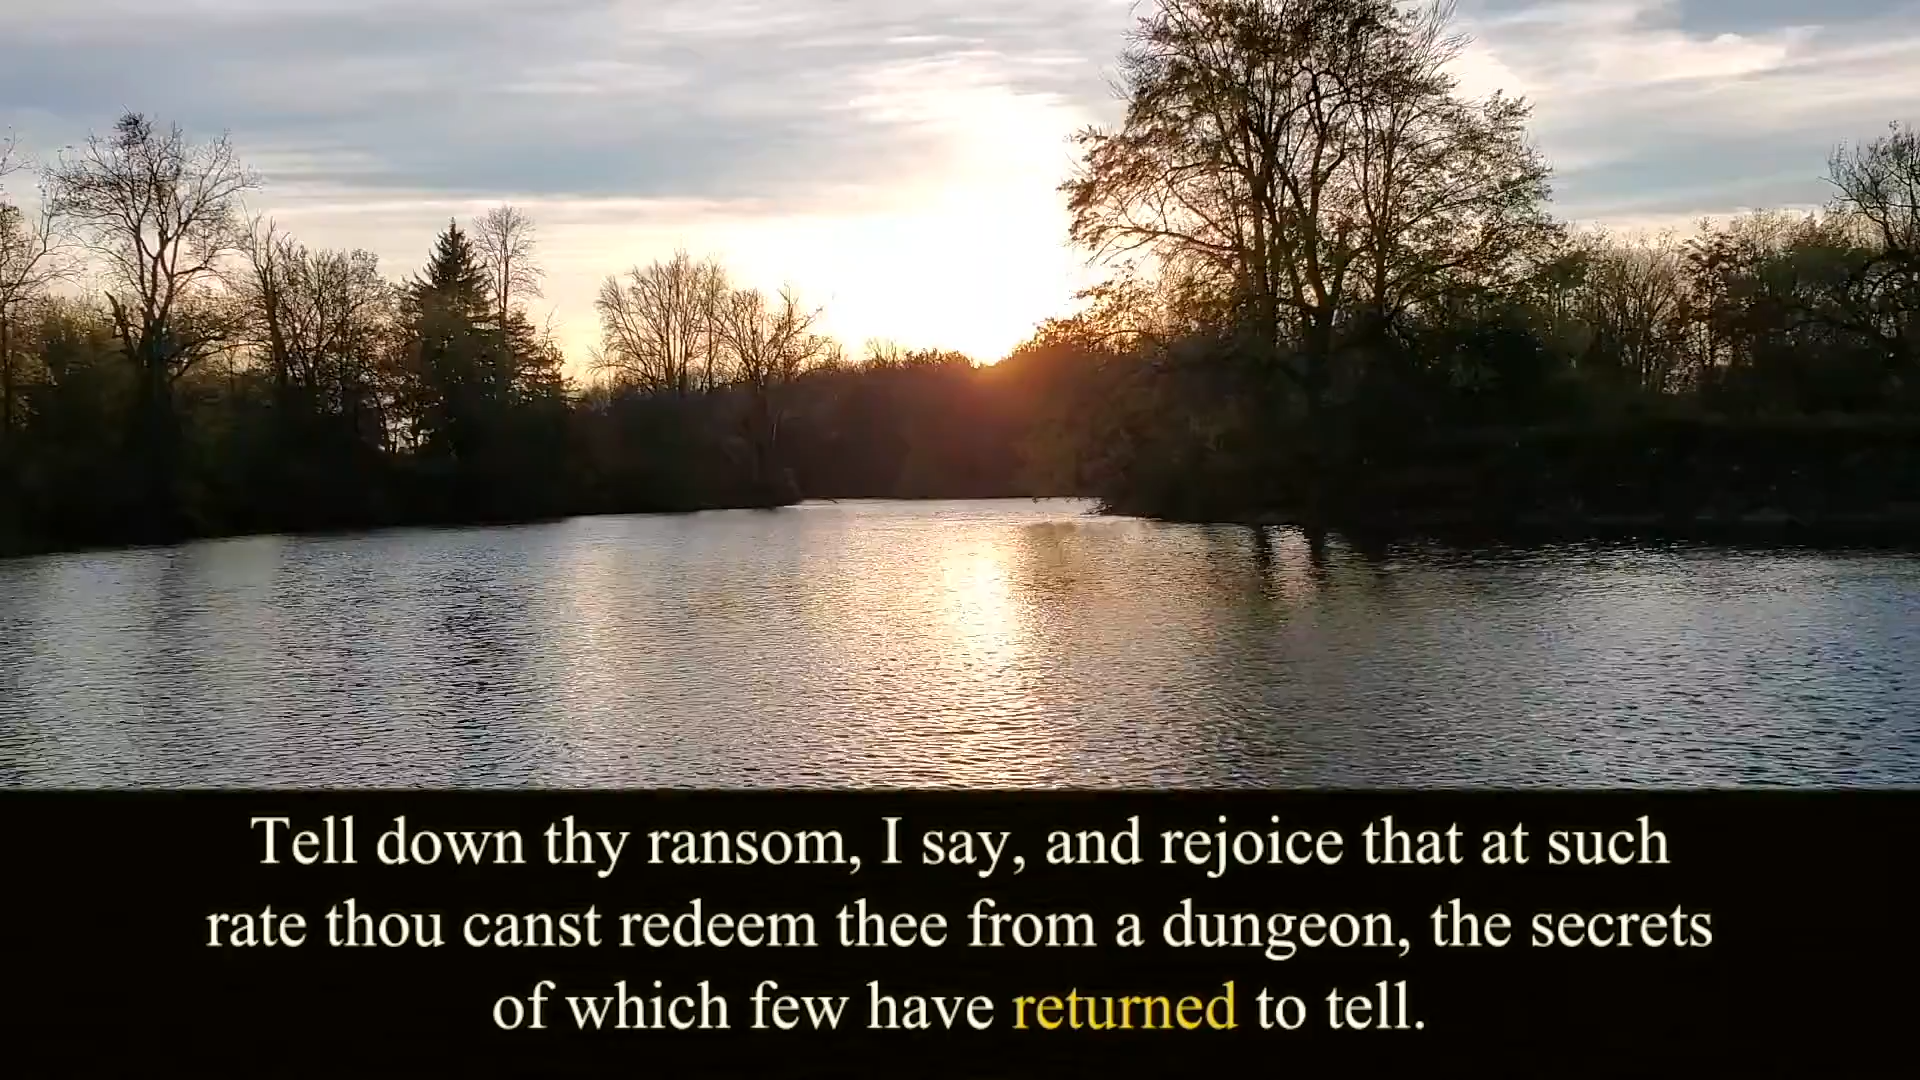 Tell down thy ransom, I say, and rejoice that at such
rate thou canst redeem thee from a dungeon, the secrets
of which few have returned to tell.